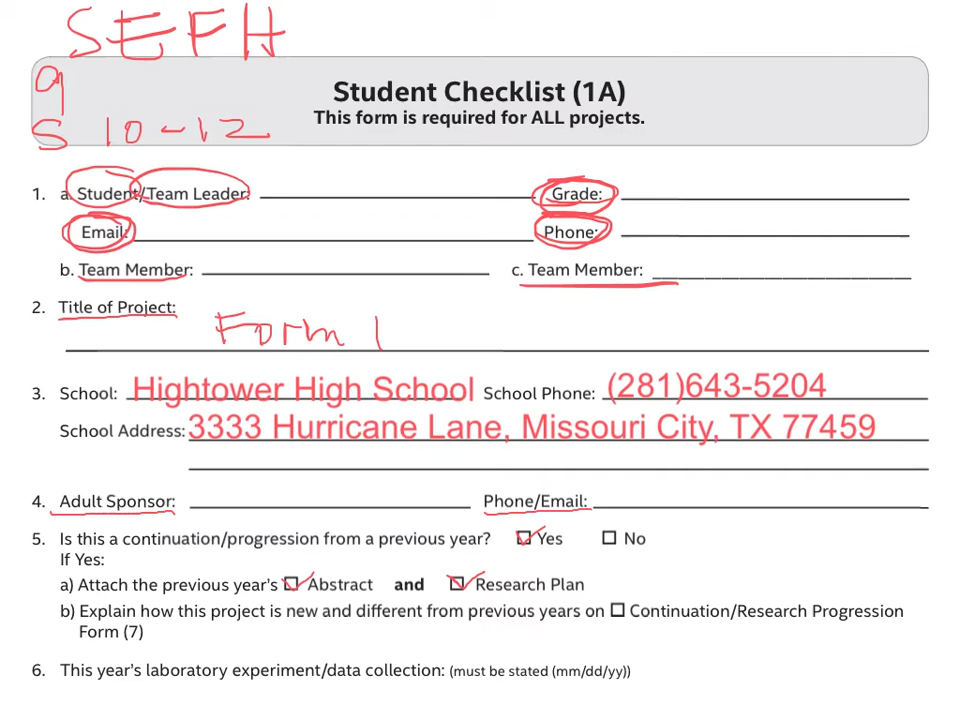 SEFH
9
S 10-12
Student Checklist (1A)
This form is required for ALL projects.
1. a. Student/Team Leader: Grade:
Email: Phone:
b. Team Member: c. Team Member:
2. Title of Project:
Form 1
3. School: Hightower High School School Phone: (281)643-5204
School Address: 3333 Hurricane Lane, Missouri City, TX 77459
4. Adult Sponsor: Phone/Email:
5. Is this a continuation/progression from a previous year? Yes No
If Yes:
a) Attach the previous year's Abstract and Research Plan
b) Explain how this project is new and different from previous years on Continuation/Research Progression
Form (7)
6. This year's laboratory experiment/data collection: (must be stated (mm/dd/yy))